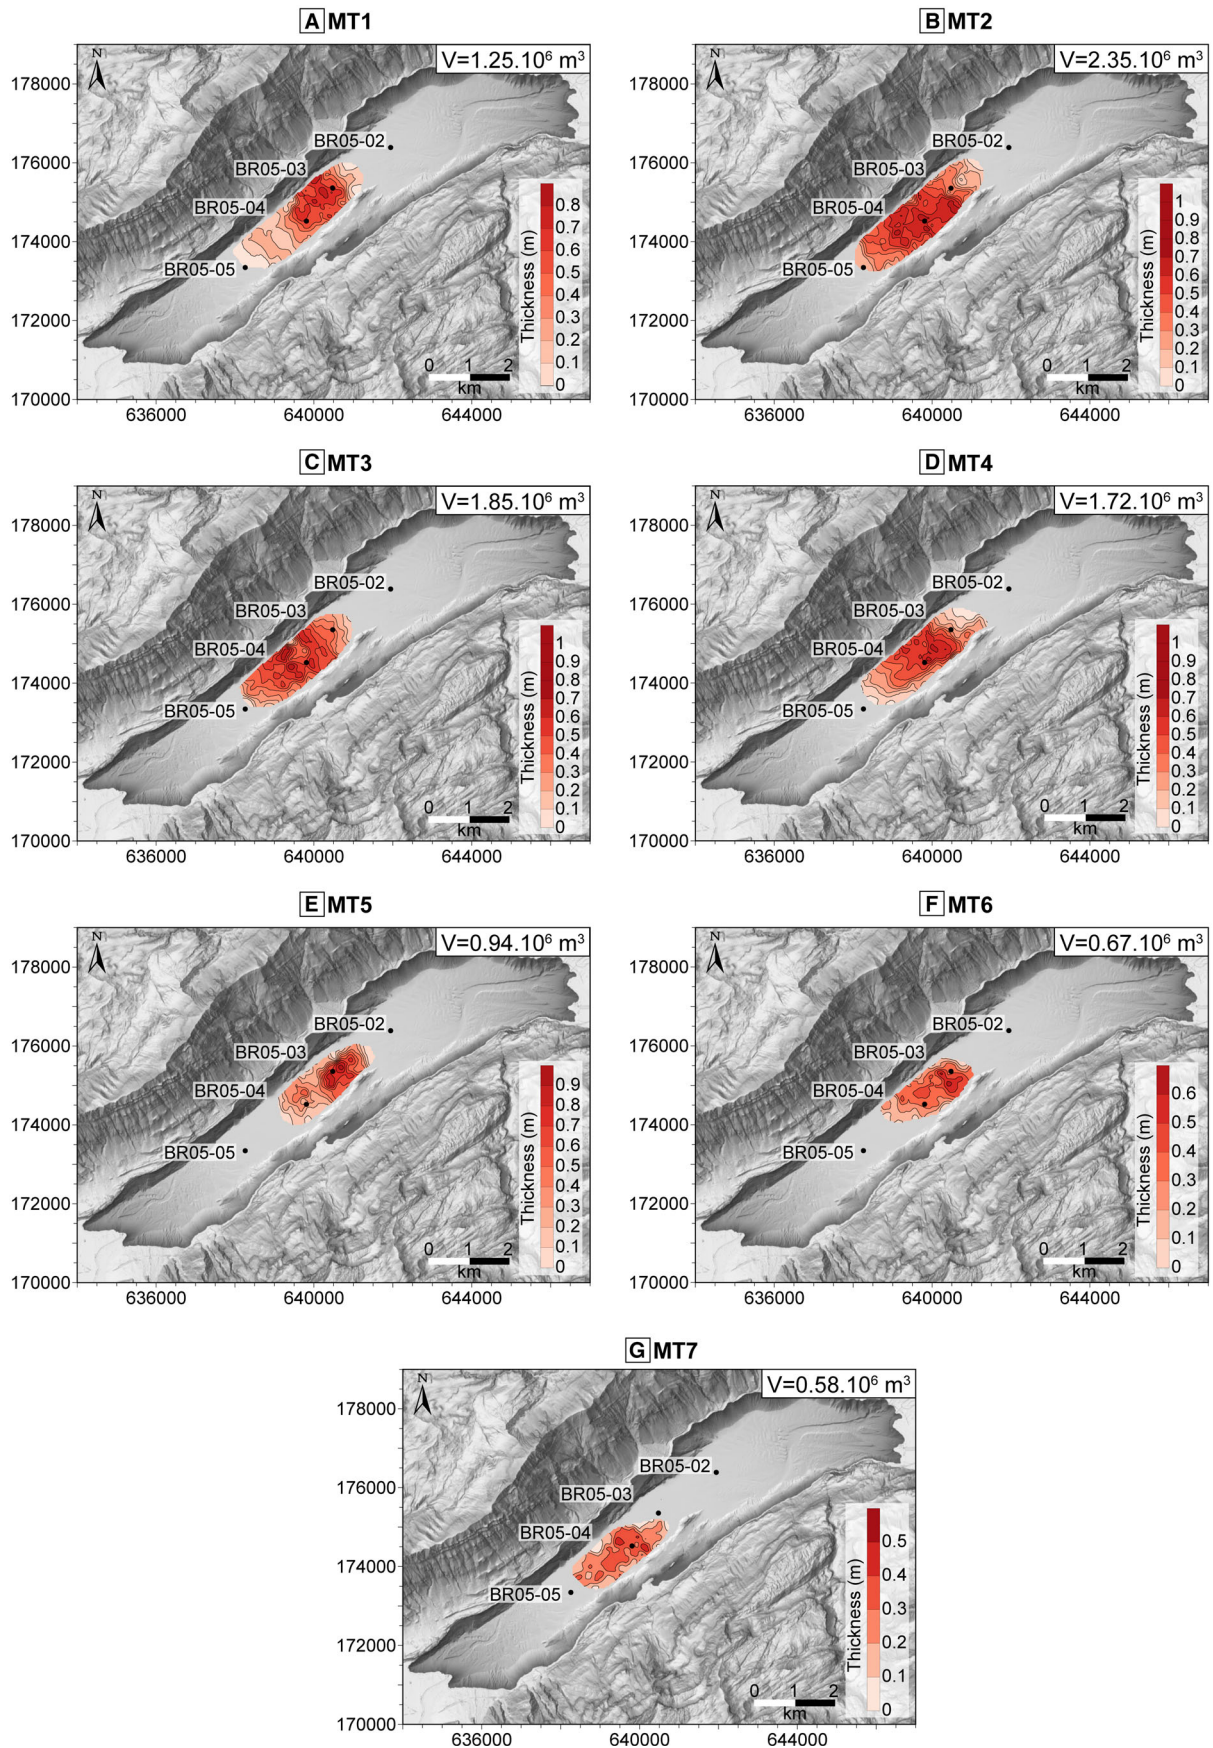 A MT1
N
V=1.25.10⁶ m³
178000
176000
174000
172000
170000
BR05-02
BR05-03
BR05-04
BR05-05
Thickness (m)
0.8
0.7
0.6
0.5
0.4
0.3
0.2
0.1
0
0 1 2
km
636000 640000 644000
B MT2
N
V=2.35.10⁶ m³
178000
176000
174000
172000
170000
BR05-02
BR05-03
BR05-04
BR05-05
Thickness (m)
1
0.9
0.8
0.7
0.6
0.5
0.4
0.3
0.2
0.1
0
0 1 2
km
636000 640000 644000
C MT3
N
V=1.85.10⁶ m³
178000
176000
174000
172000
170000
BR05-02
BR05-03
BR05-04
BR05-05
Thickness (m)
1
0.9
0.8
0.7
0.6
0.5
0.4
0.3
0.2
0.1
0
0 1 2
km
636000 640000 644000
D MT4
N
V=1.72.10⁶ m³
178000
176000
174000
172000
170000
BR05-02
BR05-03
BR05-04
BR05-05
Thickness (m)
1
0.9
0.8
0.7
0.6
0.5
0.4
0.3
0.2
0.1
0
0 1 2
km
636000 640000 644000
E MT5
N
V=0.94.10⁶ m³
178000
176000
174000
172000
170000
BR05-02
BR05-03
BR05-04
BR05-05
Thickness (m)
0.9
0.8
0.7
0.6
0.5
0.4
0.3
0.2
0.1
0
0 1 2
km
636000 640000 644000
F MT6
N
V=0.67.10⁶ m³
178000
176000
174000
172000
170000
BR05-02
BR05-03
BR05-04
BR05-05
Thickness (m)
0.6
0.5
0.4
0.3
0.2
0.1
0
0 1 2
km
636000 640000 644000
G MT7
N
V=0.58.10⁶ m³
178000
176000
174000
172000
170000
BR05-02
BR05-03
BR05-04
BR05-05
Thickness (m)
0.5
0.4
0.3
0.2
0.1
0
0 1 2
km
636000 640000 644000